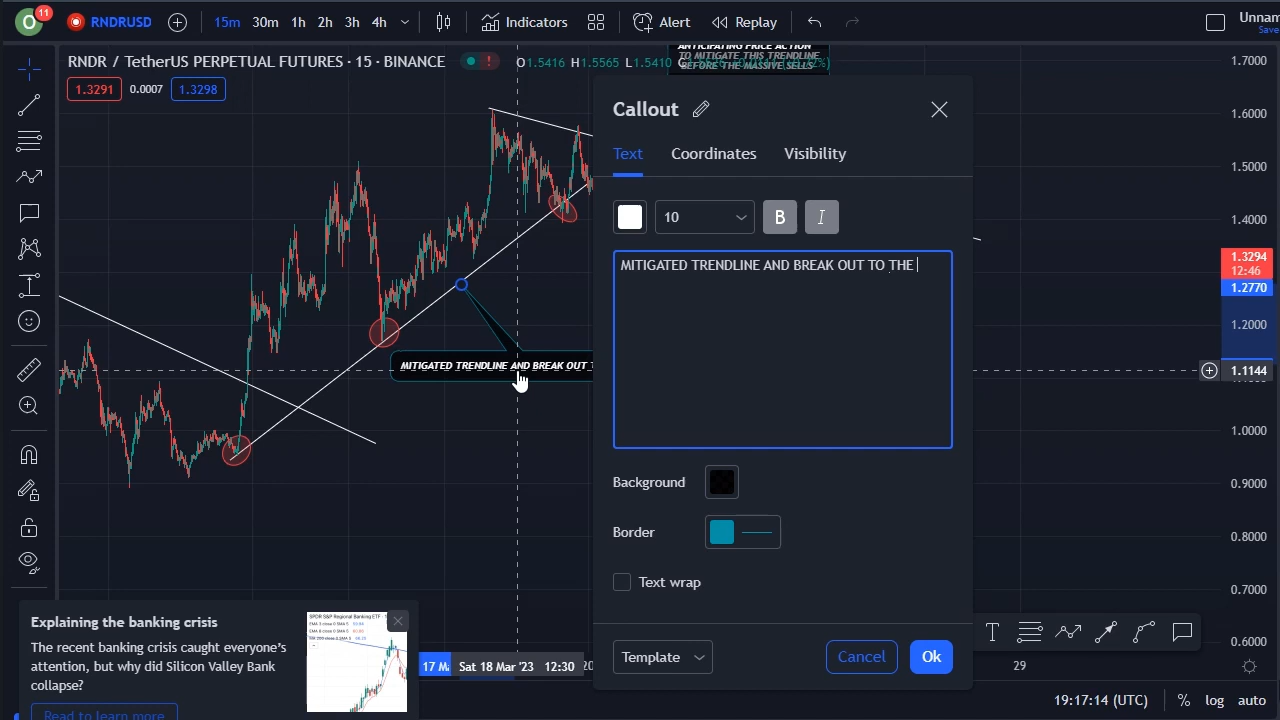 O
11
RNDRUSD
15m 30m 1h 2h 3h 4h
Indicators
Alert
Replay
Save
RNDR / TetherUS PERPETUAL FUTURES · 15 · BINANCE
O1.5416 H1.5565 L1.5410
1.3291 0.0007 1.3298
ANTICIPATING PRICE ACTION
TO MITIGATE THIS TRENDLINE
BEFORE THE MASSIVE SELLS
Callout
Text Coordinates Visibility
10 B I
MITIGATED TRENDLINE AND BREAK OUT TO THE
MITIGATED TRENDLINE AND BREAK OUT
Background
Border
Text wrap
Template
Cancel
Ok
1.7000
1.6000
1.5000
1.4000
1.3294
12:46
1.2770
1.2000
1.1144
1.0000
0.9000
0.8000
0.7000
0.6000
Explaining the banking crisis
The recent banking crisis caught everyone's
attention, but why did Silicon Valley Bank
collapse?
Read to learn more
Sat 18 Mar '23 12:30
29
19:17:14 (UTC) % log auto